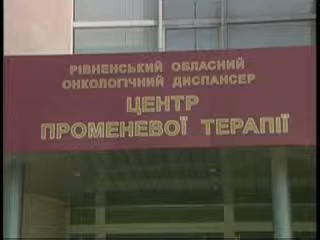 РІВНЕНСЬКИЙ ОБЛАСНИЙ
ОНКОЛОГІЧНИЙ ДИСПАНСЕР
ЦЕНТР
ПРОМЕНЕВОЇ ТЕРАПІЇ